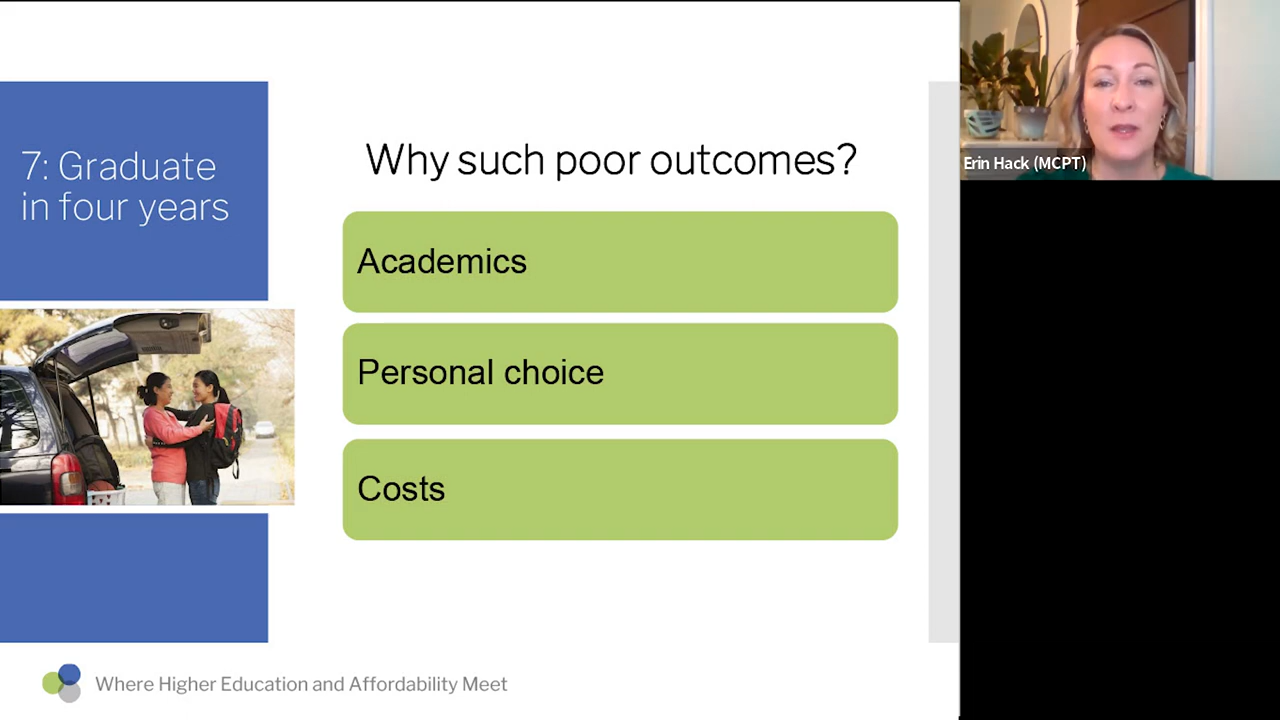 7: Graduate
in four years
Why such poor outcomes?
Academics
Personal choice
Costs
Where Higher Education and Affordability Meet
Erin Hack (MCPT)